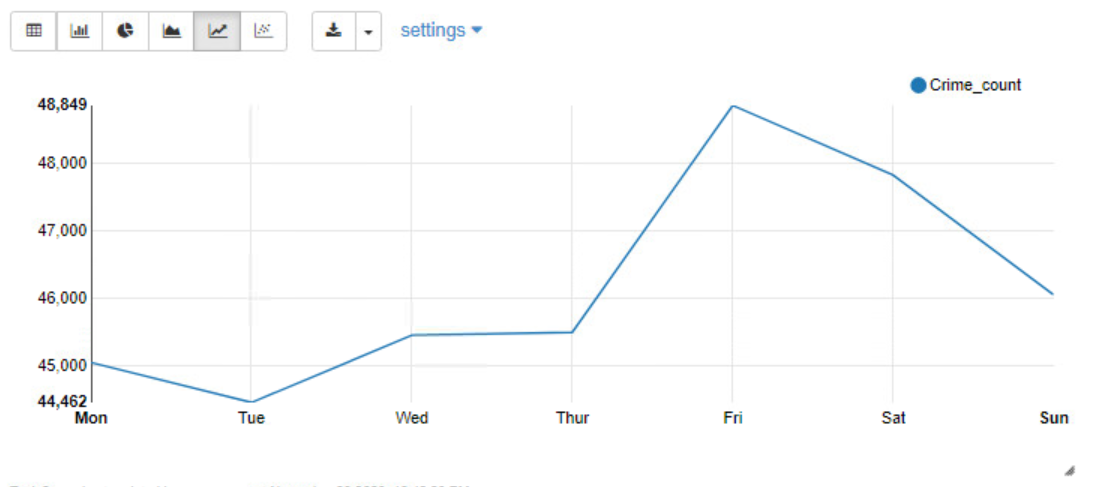 settings
Crime_count
48,849
48,000
47,000
46,000
45,000
44,462
Mon Tue Wed Thur Fri Sat Sun